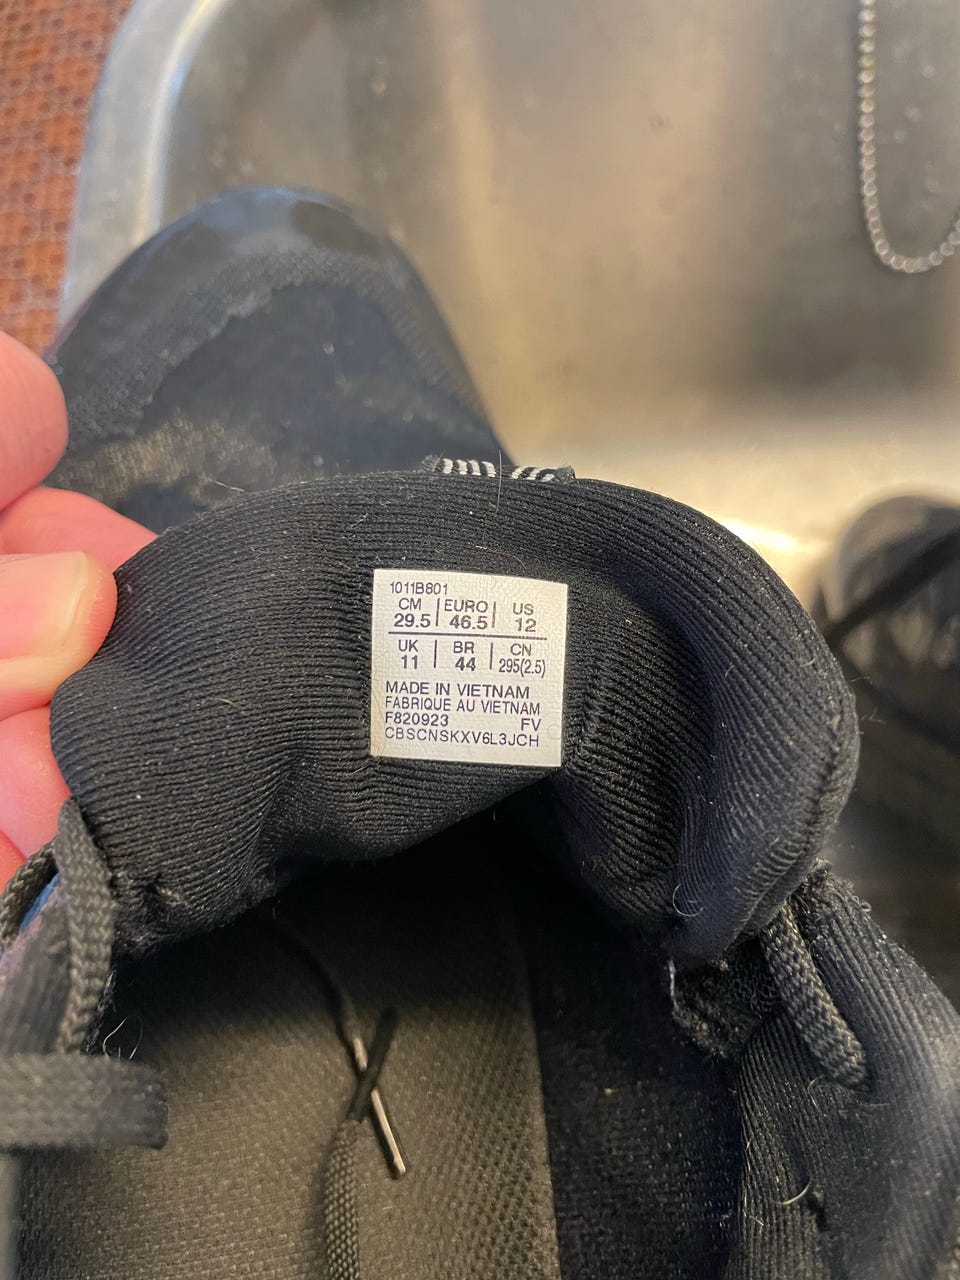 1011B801
CM | EURO | US
29.5 | 46.5 | 12
UK | BR | CN
11 | 44 | 295(2.5)
MADE IN VIETNAM
FABRIQUE AU VIETNAM
F820923 FV
CBSCNSKXV6L3JCH